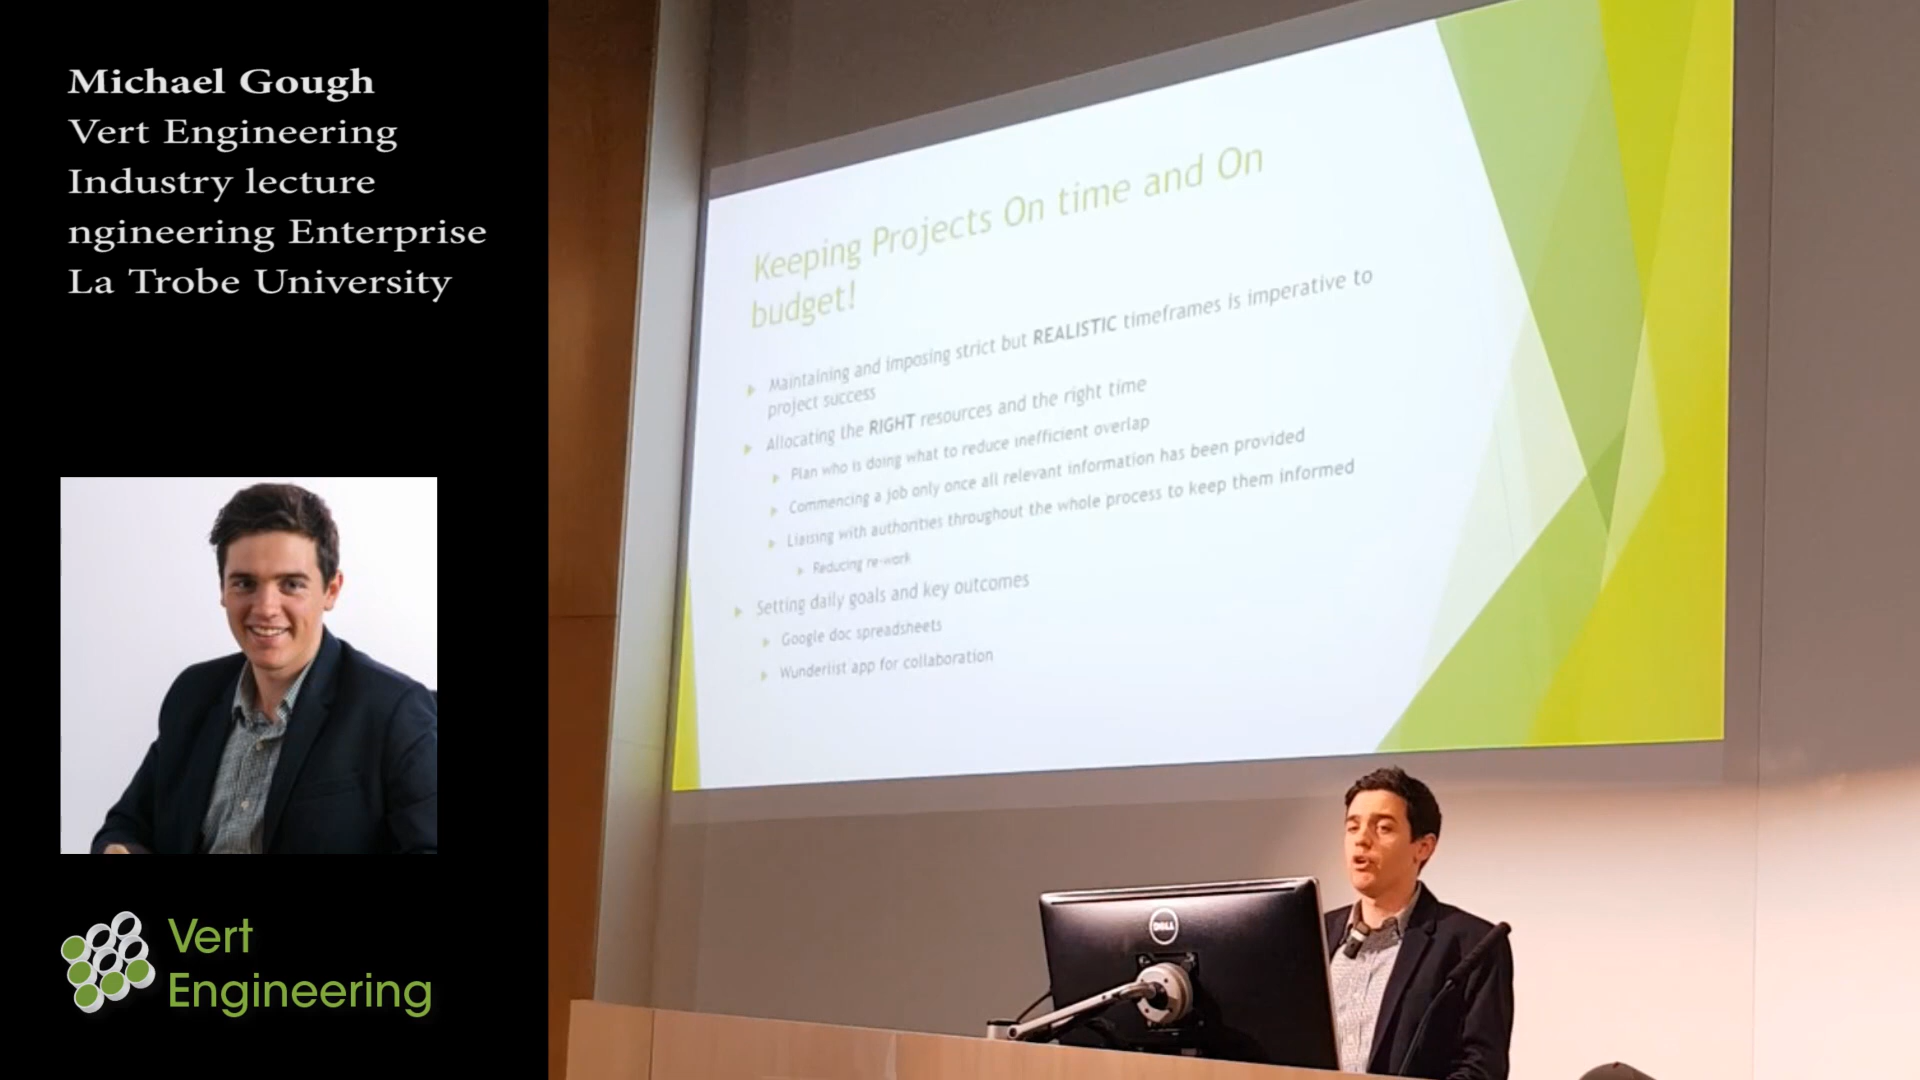 Michael Gough
Vert Engineering
Industry lecture
ngineering Enterprise
La Trobe University
Vert
Engineering
Keeping Projects On time and On
budget!
Maintaining and imposing strict but REALISTIC timeframes is imperative to
project success
Allocating the RIGHT resources and the right time
Plan who is doing what to reduce inefficient overlap
Commencing a job only once all relevant information has been provided
Liaising with authorities throughout the whole process to keep them informed
Reducing re-work
Setting daily goals and key outcomes
Google doc spreadsheets
Wunderlist app for collaboration
DELL